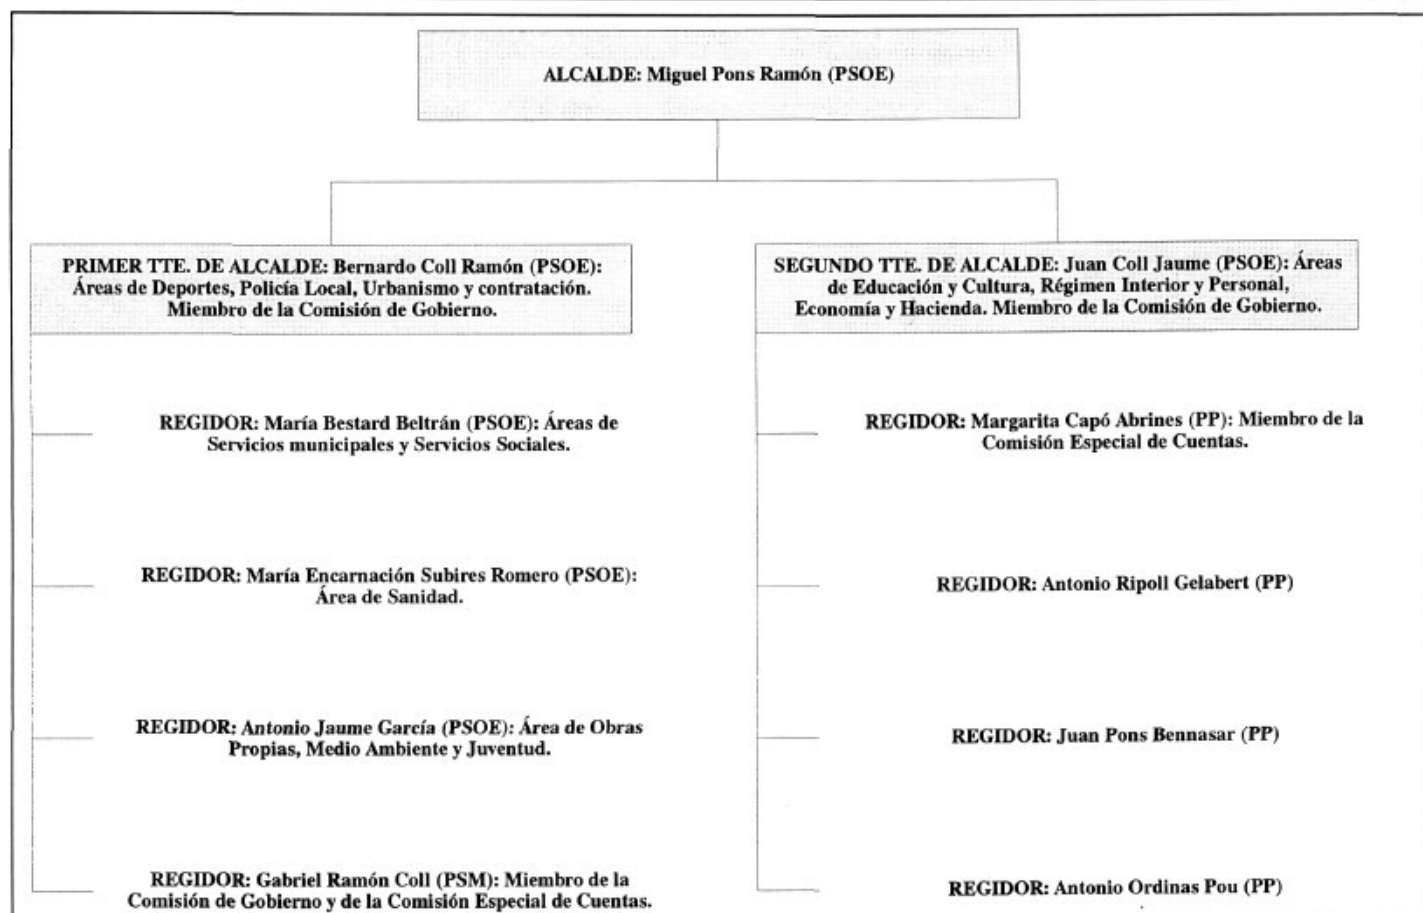 ALCALDE: Miguel Pons Ramón (PSOE)
PRIMER TTE. DE ALCALDE: Bernardo Coll Ramón (PSOE):
Áreas de Deportes, Policía Local, Urbanismo y contratación.
Miembro de la Comisión de Gobierno.
SEGUNDO TTE. DE ALCALDE: Juan Coll Jaume (PSOE): Áreas
de Educación y Cultura, Régimen Interior y Personal,
Economía y Hacienda. Miembro de la Comisión de Gobierno.
REGIDOR: María Bestard Beltrán (PSOE): Áreas de
Servicios municipales y Servicios Sociales.
REGIDOR: Margarita Capó Abrines (PP): Miembro de la
Comisión Especial de Cuentas.
REGIDOR: María Encarnación Subires Romero (PSOE):
Área de Sanidad.
REGIDOR: Antonio Ripoll Gelabert (PP)
REGIDOR: Antonio Jaume García (PSOE): Área de Obras
Propias, Medio Ambiente y Juventud.
REGIDOR: Juan Pons Bennasar (PP)
REGIDOR: Gabriel Ramón Coll (PSM): Miembro de la
Comisión de Gobierno y de la Comisión Especial de Cuentas.
REGIDOR: Antonio Ordinas Pou (PP)